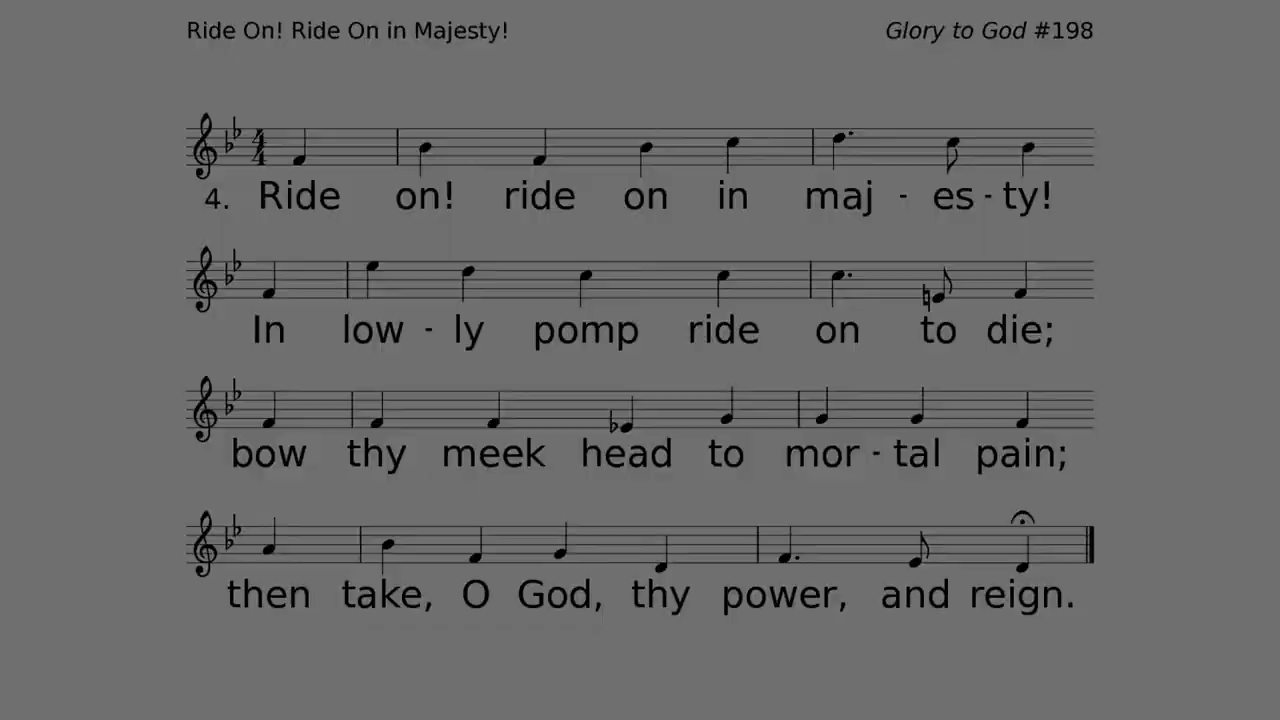 Ride On! Ride On in Majesty!
Glory to God #198
4. Ride on! ride on in maj - es - ty!
In low - ly pomp ride on to die;
bow thy meek head to mor - tal pain;
then take, O God, thy power, and reign.